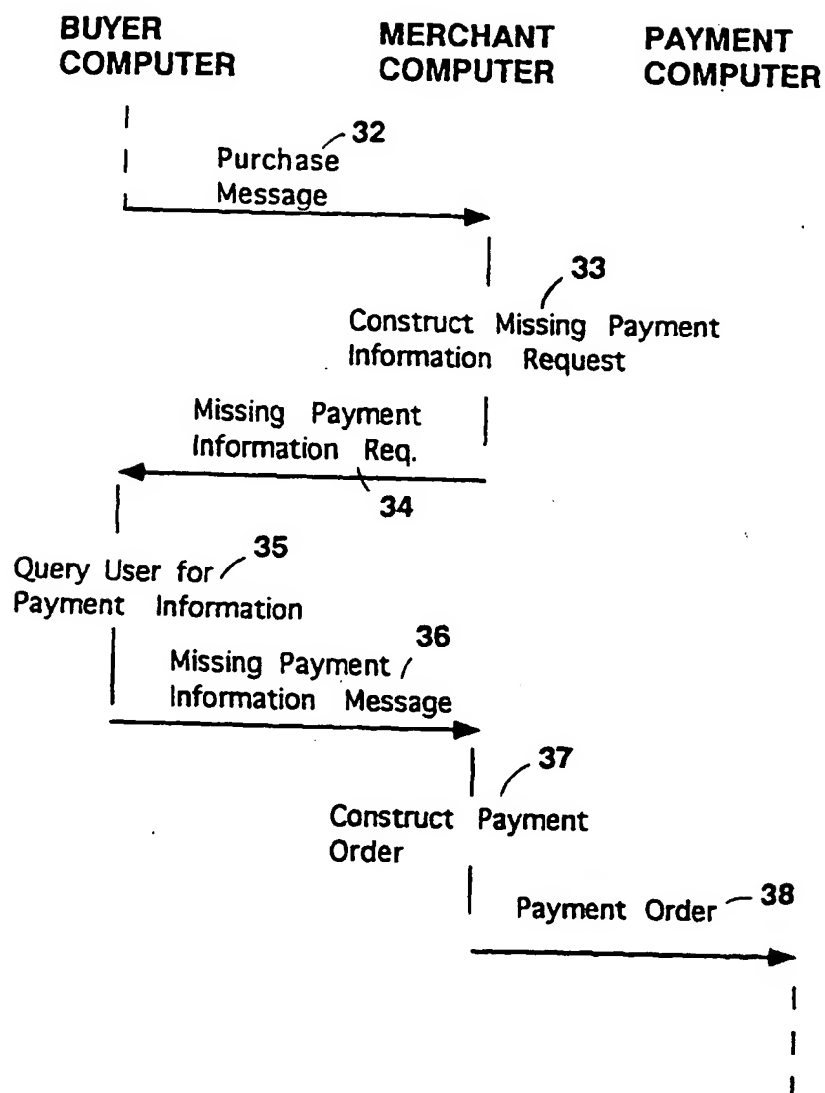 BUYER
COMPUTER
MERCHANT
COMPUTER
PAYMENT
COMPUTER
32
Purchase
Message
33
Construct Missing Payment
Information Request
Missing Payment
Information Req.
34
35
Query User for
Payment Information
36
Missing Payment
Information Message
37
Construct Payment
Order
Payment Order
38